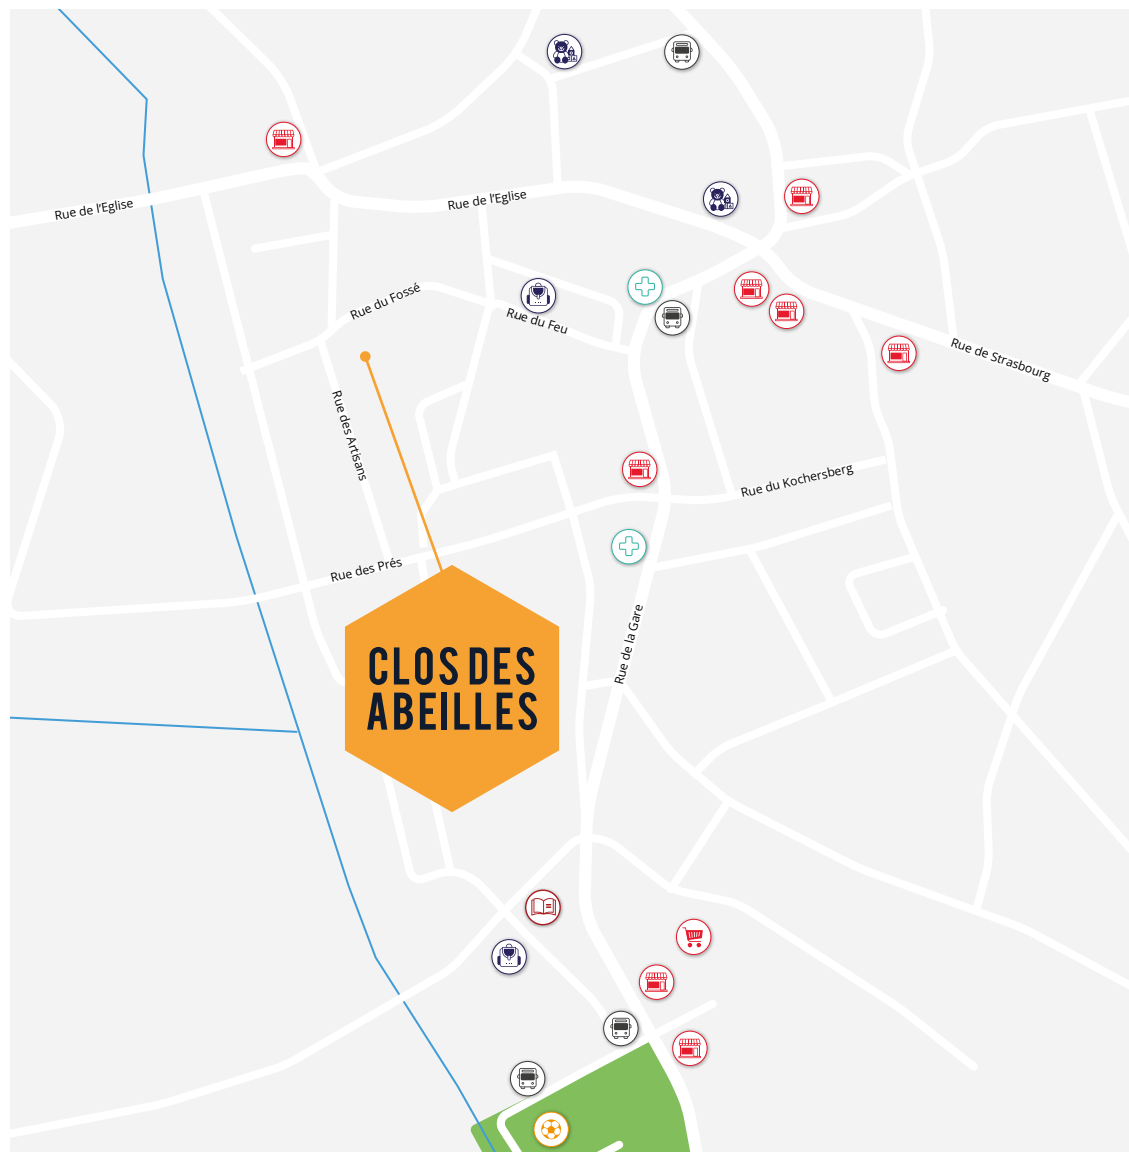 Rue de l'Eglise
Rue de l'Eglise
Rue du Fossé
Rue du Feu
Rue de Strasbourg
Rue des Artisans
Rue du Kochersberg
Rue des Prés
Rue de la Gare
CLOS DES
ABEILLES